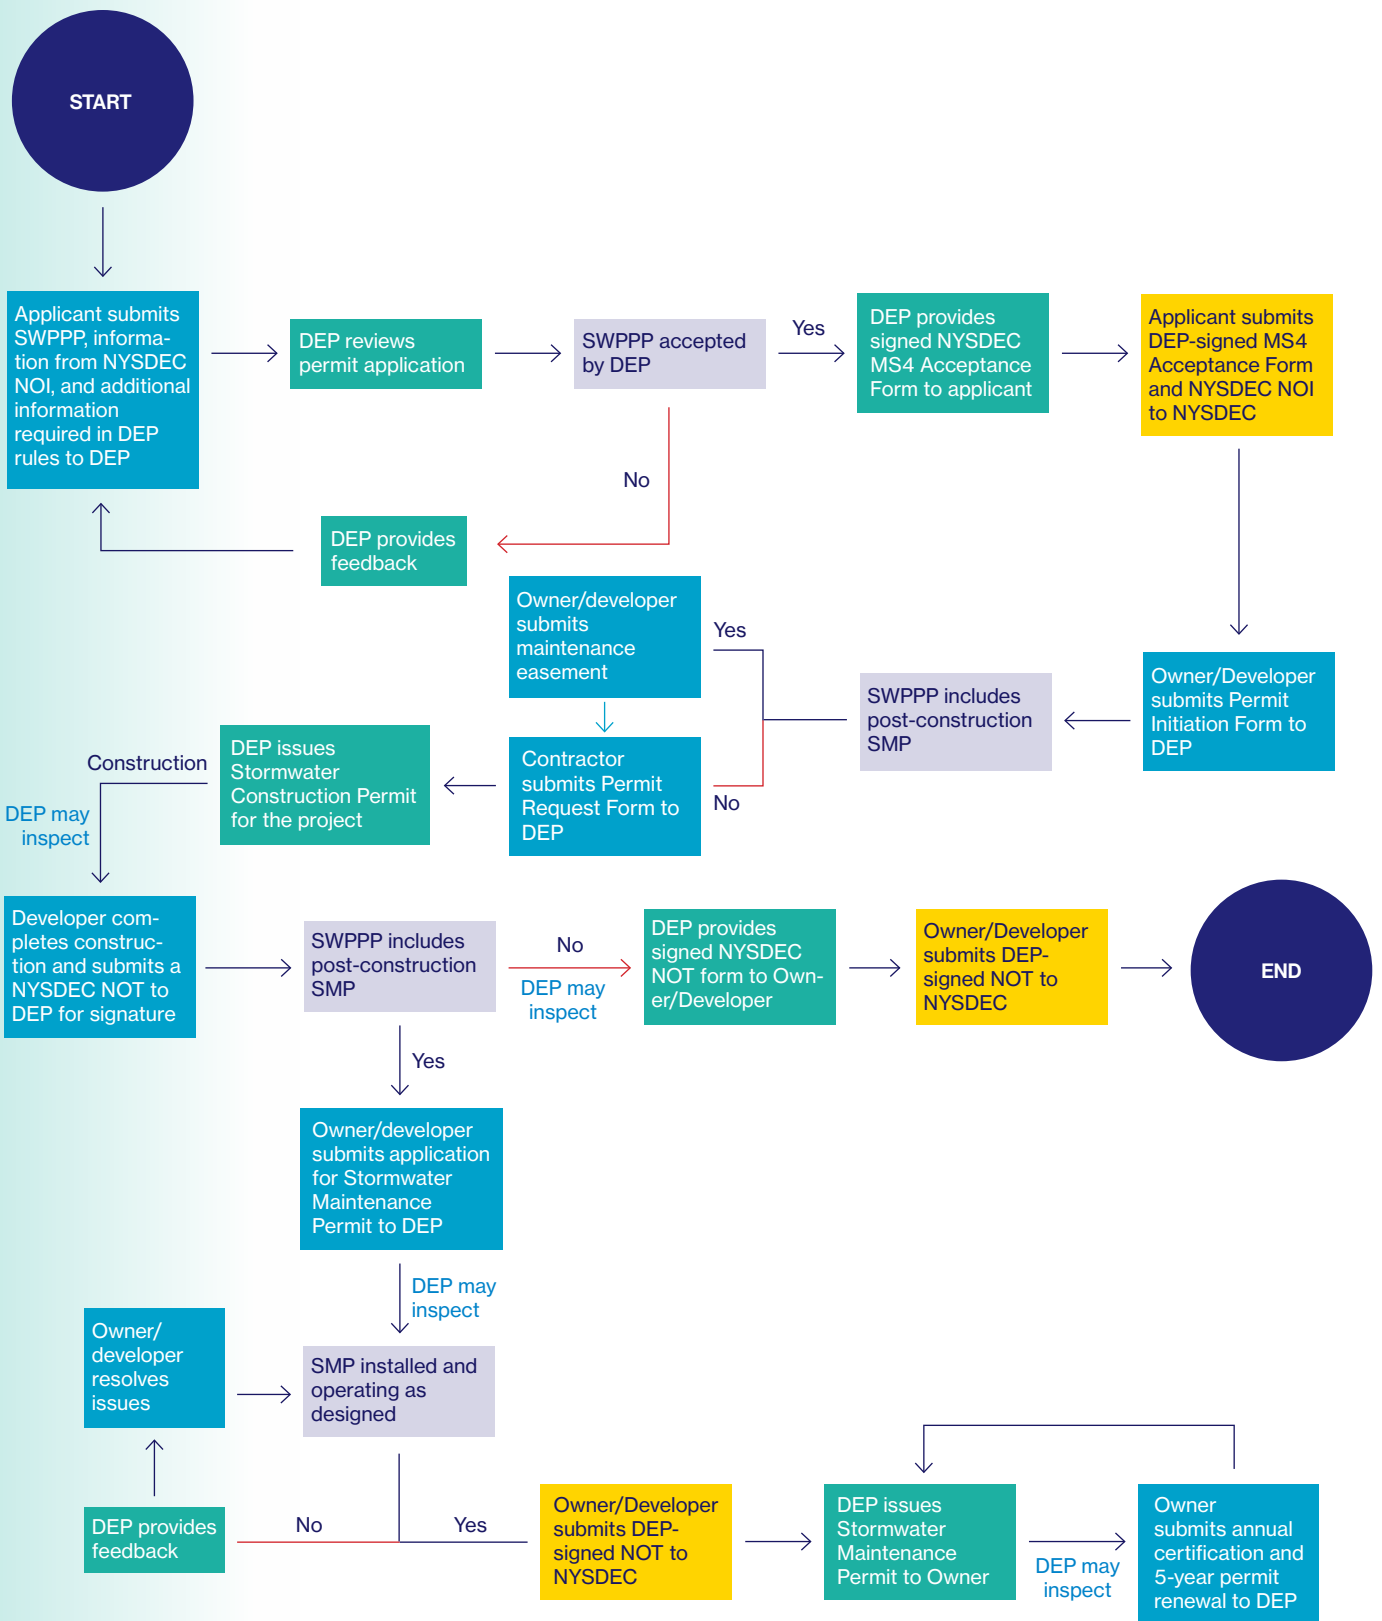 START
Applicant submits
SWPPP, informa-
tion from NYSDEC
NOI, and additional
information
required in DEP
rules to DEP
DEP reviews
permit application
SWPPP accepted
by DEP
Yes
DEP provides
signed NYSDEC
MS4 Acceptance
Form to applicant
Applicant submits
DEP-signed MS4
Acceptance Form
and NYSDEC NOI
to NYSDEC
No
DEP provides
feedback
Owner/developer
submits
maintenance
easement
Yes
SWPPP includes
post-construction
SMP
Owner/Developer
submits Permit
Initiation Form to
DEP
Construction
DEP may
inspect
DEP issues
Stormwater
Construction Permit
for the project
Contractor
submits Permit
Request Form to
DEP
No
Developer com-
pletes construc-
tion and submits a
NYSDEC NOT to
DEP for signature
SWPPP includes
post-construction
SMP
No
DEP may
inspect
DEP provides
signed NYSDEC
NOT form to Own-
er/Developer
Owner/Developer
submits DEP-
signed NOT to
NYSDEC
END
Yes
Owner/developer
submits application
for Stormwater
Maintenance
Permit to DEP
DEP may
inspect
Owner/
developer
resolves
issues
SMP installed and
operating as
designed
DEP provides
feedback
No
Yes
Owner/Developer
submits DEP-
signed NOT to
NYSDEC
DEP issues
Stormwater
Maintenance
Permit to Owner
DEP may
inspect
Owner
submits annual
certification and
5-year permit
renewal to DEP